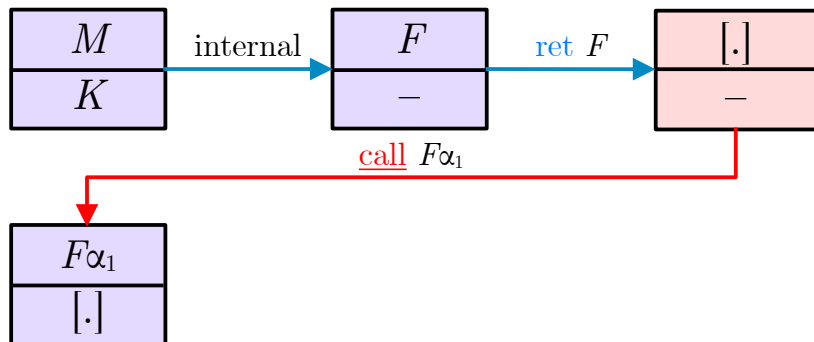 M internal F ret F [.]
K – –
call Fα₁
Fα₁
[.]